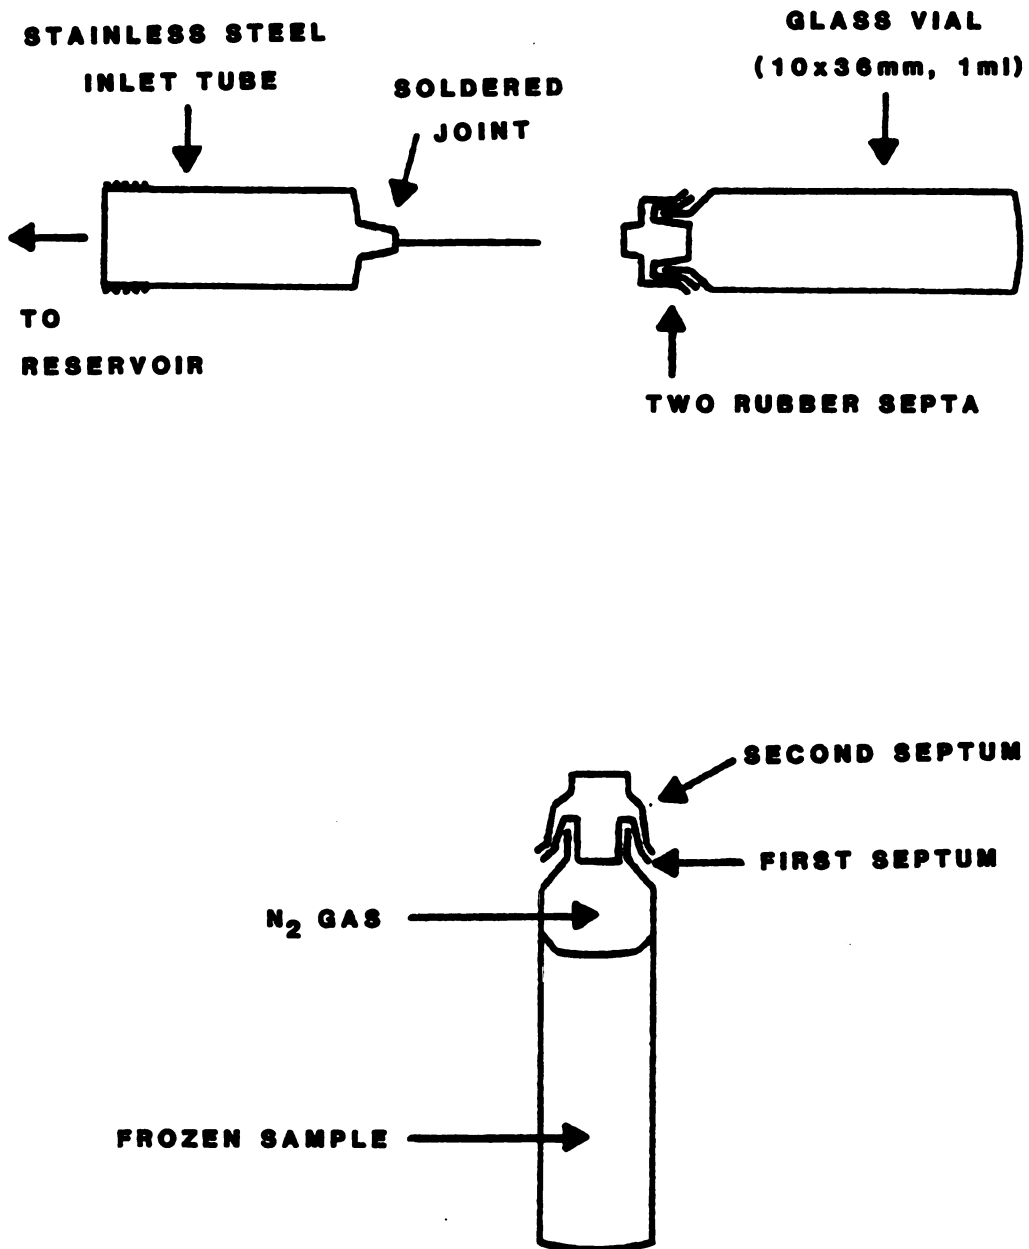 STAINLESS STEEL
INLET TUBE
SOLDERED
JOINT
GLASS VIAL
(10x36mm, 1ml)
TO
RESERVOIR
TWO RUBBER SEPTA
SECOND SEPTUM
FIRST SEPTUM
N₂ GAS
FROZEN SAMPLE